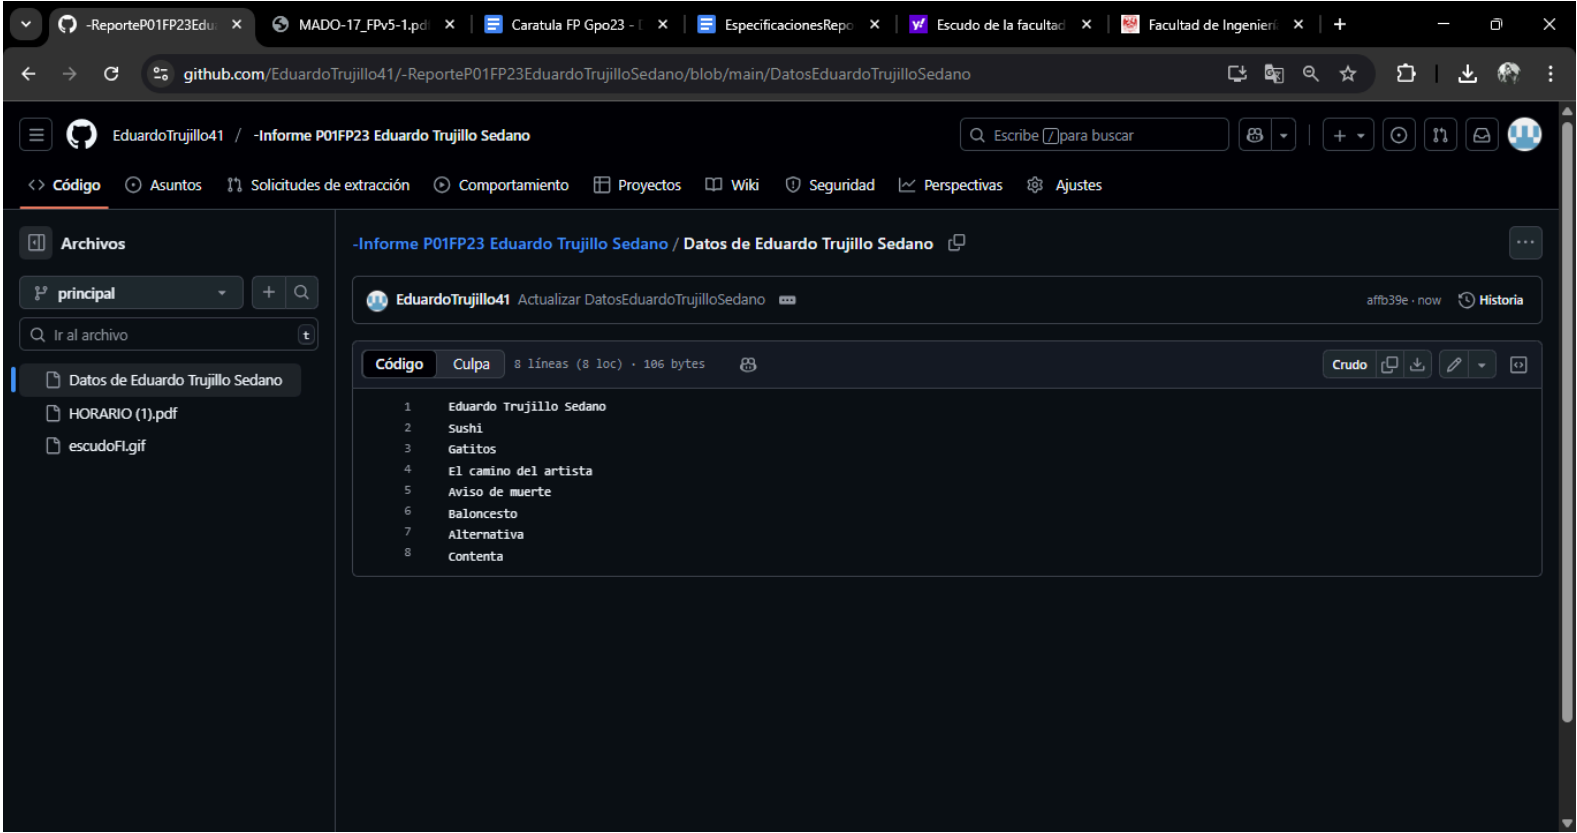 -ReporteP01FP23Edu
MADO-17_FPv5-1.pd
Caratula FP Gpo23 -
EspecificacionesRepo
Escudo de la facultad
Facultad de Ingenierí
github.com/EduardoTrujillo41/-ReporteP01FP23EduardoTrujilloSedano/blob/main/DatosEduardoTrujilloSedano
EduardoTrujillo41 / -Informe P01FP23 Eduardo Trujillo Sedano
Escribe / para buscar
Código Asuntos Solicitudes de extracción Comportamiento Proyectos Wiki Seguridad Perspectivas Ajustes
Archivos
principal
Ir al archivo t
Datos de Eduardo Trujillo Sedano
HORARIO (1).pdf
escudoFI.gif
-Informe P01FP23 Eduardo Trujillo Sedano / Datos de Eduardo Trujillo Sedano
EduardoTrujillo41 Actualizar DatosEduardoTrujilloSedano
affb39e · now Historia
Código Culpa 8 líneas (8 loc) · 106 bytes
Crudo
1 Eduardo Trujillo Sedano
2 Sushi
3 Gatitos
4 El camino del artista
5 Aviso de muerte
6 Baloncesto
7 Alternativa
8 Contenta